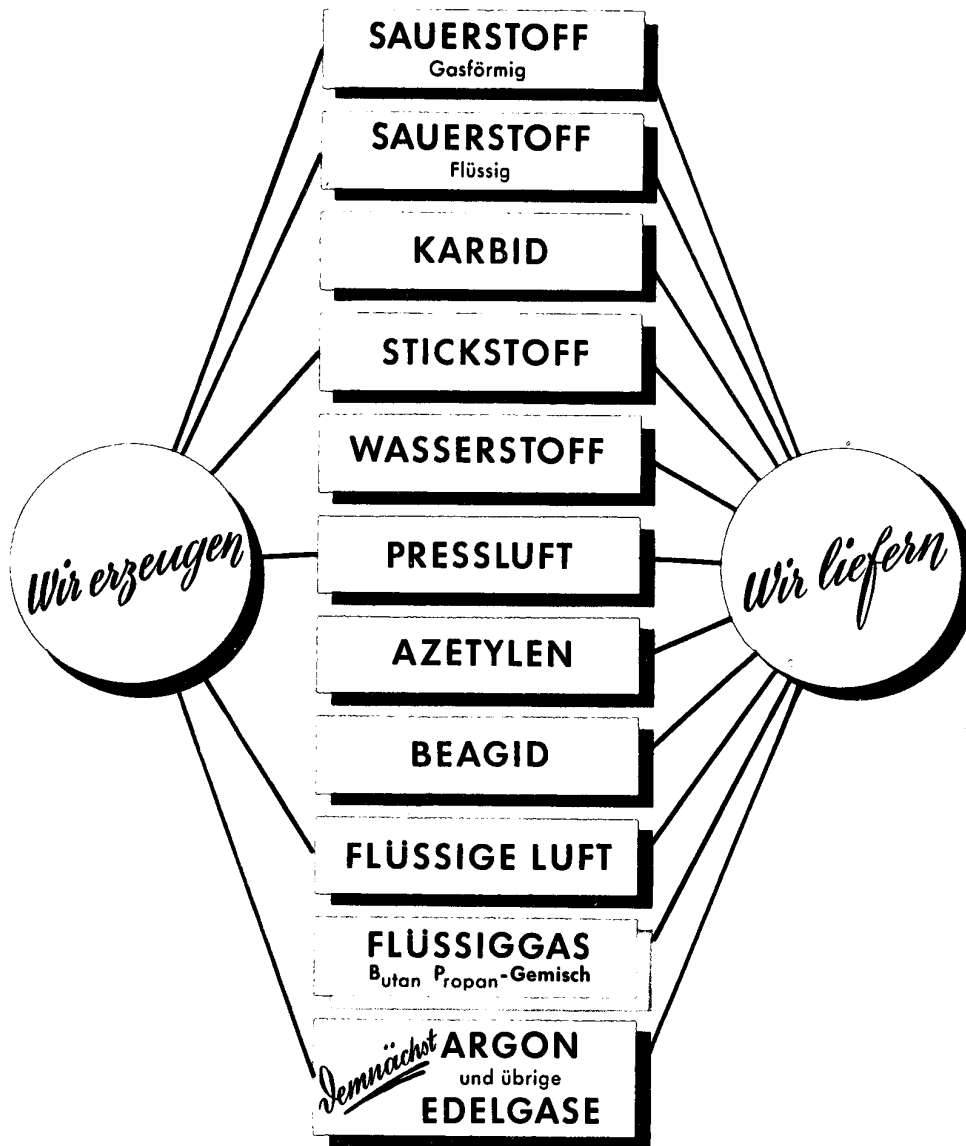 SAUERSTOFF
Gasförmig
SAUERSTOFF
Flüssig
KARBID
STICKSTOFF
WASSERSTOFF
Wir erzeugen
PRESSLUFT
Wir liefern
AZETYLEN
BEAGID
FLÜSSIGE LUFT
FLÜSSIGGAS
Butan Propan-Gemisch
Demnächst ARGON
und übrige
EDELGASE